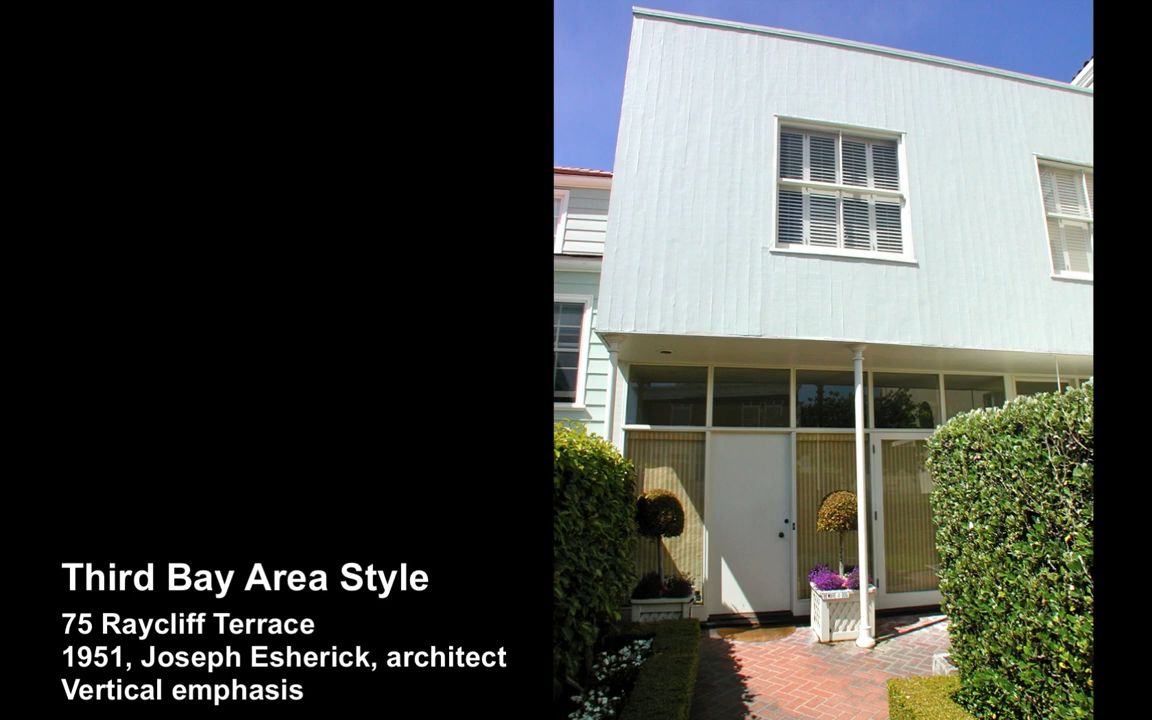 Third Bay Area Style
75 Raycliff Terrace
1951, Joseph Esherick, architect
Vertical emphasis